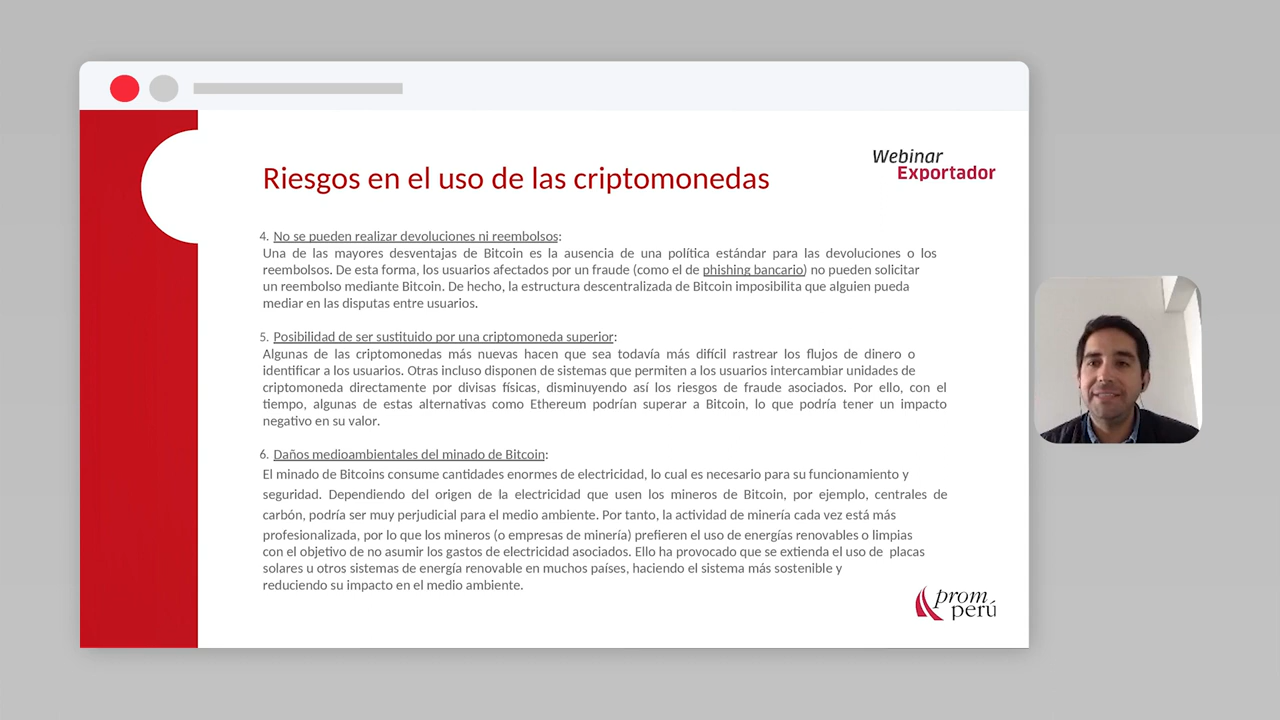 Webinar
Exportador
Riesgos en el uso de las criptomonedas
4. No se pueden realizar devoluciones ni reembolsos:
Una de las mayores desventajas de Bitcoin es la ausencia de una política estándar para las devoluciones o los
reembolsos. De esta forma, los usuarios afectados por un fraude (como el de phishing bancario) no pueden solicitar
un reembolso mediante Bitcoin. De hecho, la estructura descentralizada de Bitcoin imposibilita que alguien pueda
mediar en las disputas entre usuarios.
5. Posibilidad de ser sustituido por una criptomoneda superior:
Algunas de las criptomonedas más nuevas hacen que sea todavía más difícil rastrear los flujos de dinero o
identificar a los usuarios. Otras incluso disponen de sistemas que permiten a los usuarios intercambiar unidades de
criptomoneda directamente por divisas físicas, disminuyendo así los riesgos de fraude asociados. Por ello, con el
tiempo, algunas de estas alternativas como Ethereum podrían superar a Bitcoin, lo que podría tener un impacto
negativo en su valor.
6. Daños medioambientales del minado de Bitcoin:
El minado de Bitcoins consume cantidades enormes de electricidad, lo cual es necesario para su funcionamiento y
seguridad. Dependiendo del origen de la electricidad que usen los mineros de Bitcoin, por ejemplo, centrales de
carbón, podría ser muy perjudicial para el medio ambiente. Por tanto, la actividad de minería cada vez está más
profesionalizada, por lo que los mineros (o empresas de minería) prefieren el uso de energías renovables o limpias
con el objetivo de no asumir los gastos de electricidad asociados. Ello ha provocado que se extienda el uso de placas
solares u otros sistemas de energía renovable en muchos países, haciendo el sistema más sostenible y
reduciendo su impacto en el medio ambiente.
prom
perú